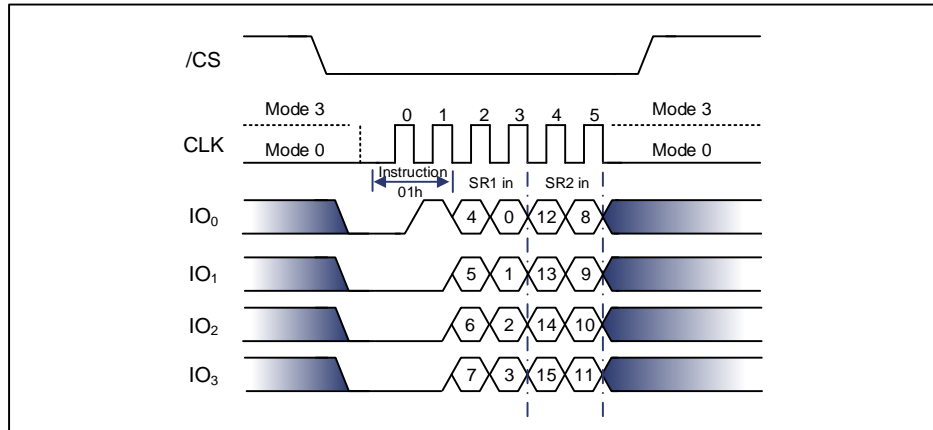 /CS
Mode 3
0 1 2 3 4 5
Mode 3
CLK
Mode 0
Mode 0
Instruction
01h
SR1 in
SR2 in
IO0
4 0 12 8
IO1
5 1 13 9
IO2
6 2 14 10
IO3
7 3 15 11